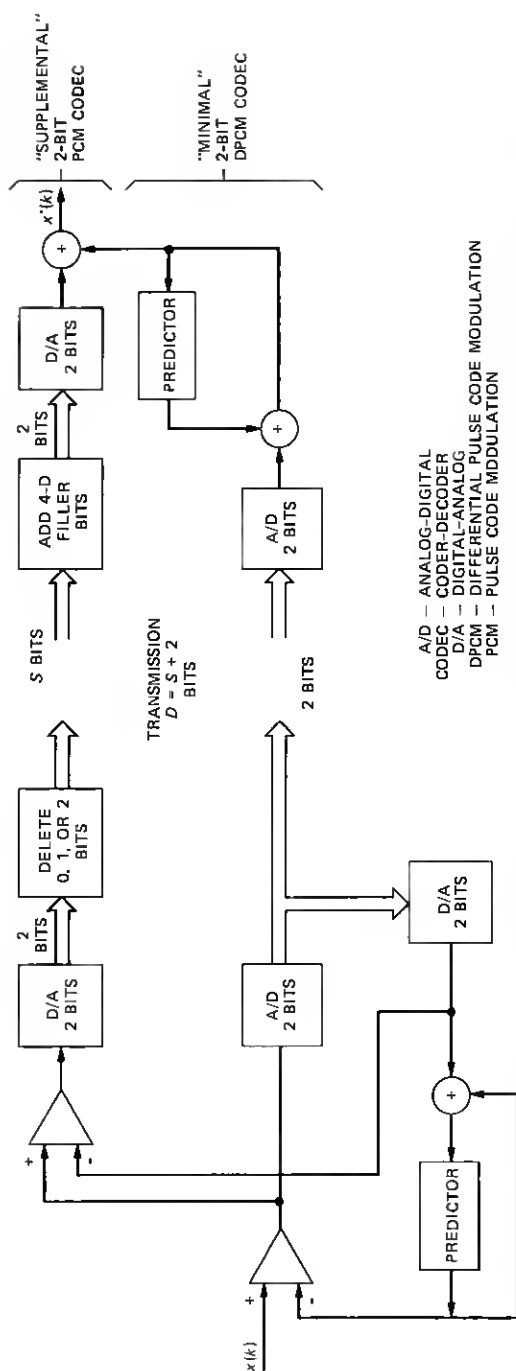 "SUPPLEMENTAL"
2-BIT
PCM CODEC
"MINIMAL"
2-BIT
DPCM CODEC
x(k)
+
-
+
-
D/A
2 BITS
2
BITS
DELETE
0, 1, OR 2
BITS
S BITS
ADD 4-D
FILLER
BITS
2
BITS
D/A
2 BITS
+
x"(k)
TRANSMISSION
D = S + 2
BITS
A/D
2 BITS
2 BITS
A/D
2 BITS
+
PREDICTOR
D/A
2 BITS
+
PREDICTOR
A/D – ANALOG-DIGITAL
CODEC – CODER-DECODER
D/A – DIGITAL-ANALOG
DPCM – DIFFERENTIAL PULSE CODE MODULATION
PCM – PULSE CODE MODULATION